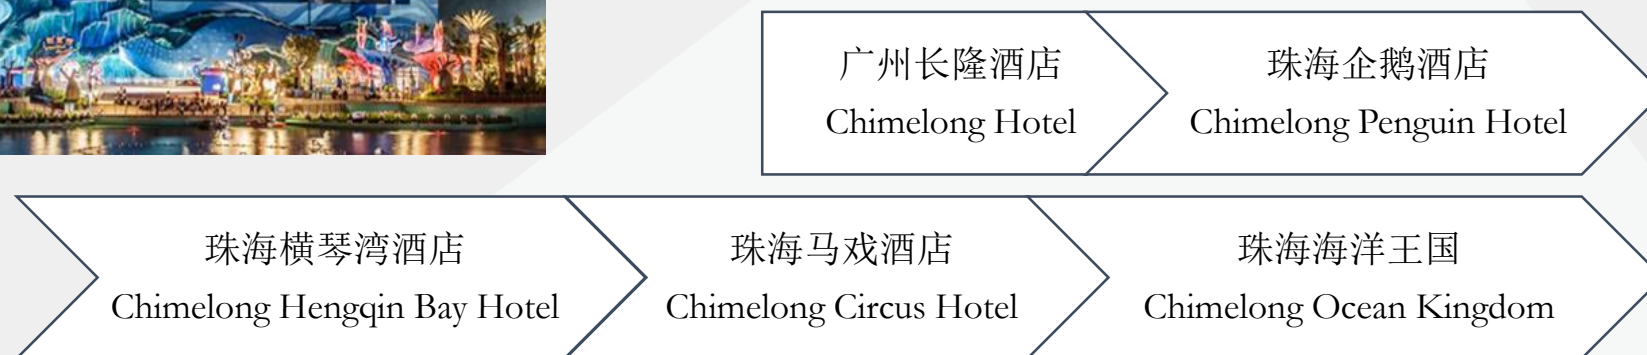 广州长隆酒店
Chimelong Hotel
珠海企鹅酒店
Chimelong Penguin Hotel
珠海横琴湾酒店
Chimelong Hengqin Bay Hotel
珠海马戏酒店
Chimelong Circus Hotel
珠海海洋王国
Chimelong Ocean Kingdom